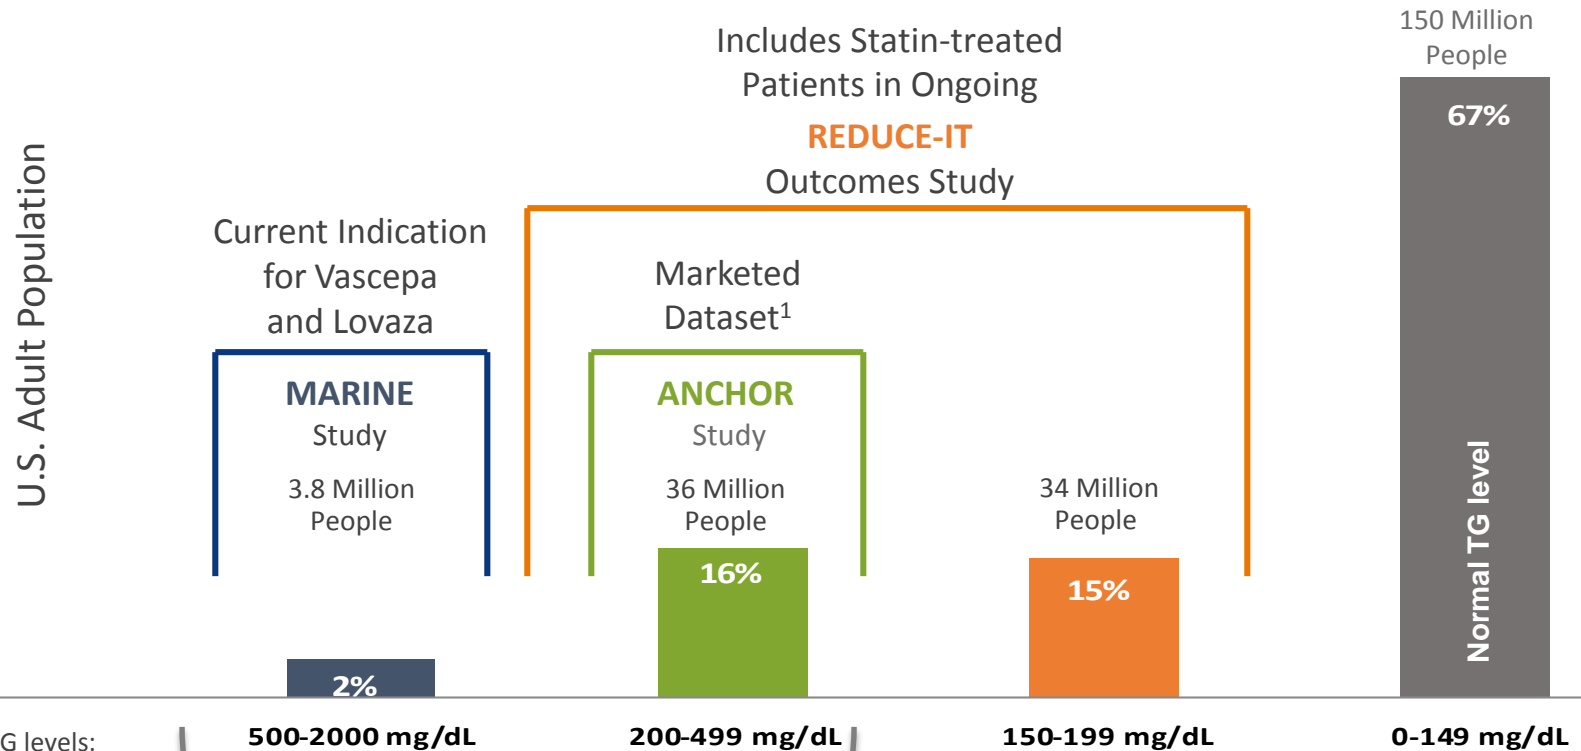 U.S. Adult Population
Current Indication
for Vascepa
and Lovaza
MARINE
Study
3.8 Million
People
2%
Includes Statin-treated
Patients in Ongoing
REDUCE-IT
Outcomes Study
Marketed
Dataset¹
ANCHOR
Study
36 Million
People
16%
34 Million
People
15%
150 Million
People
67%
Normal TG level
G levels:
500-2000 mg/dL
200-499 mg/dL
150-199 mg/dL
0-149 mg/dL